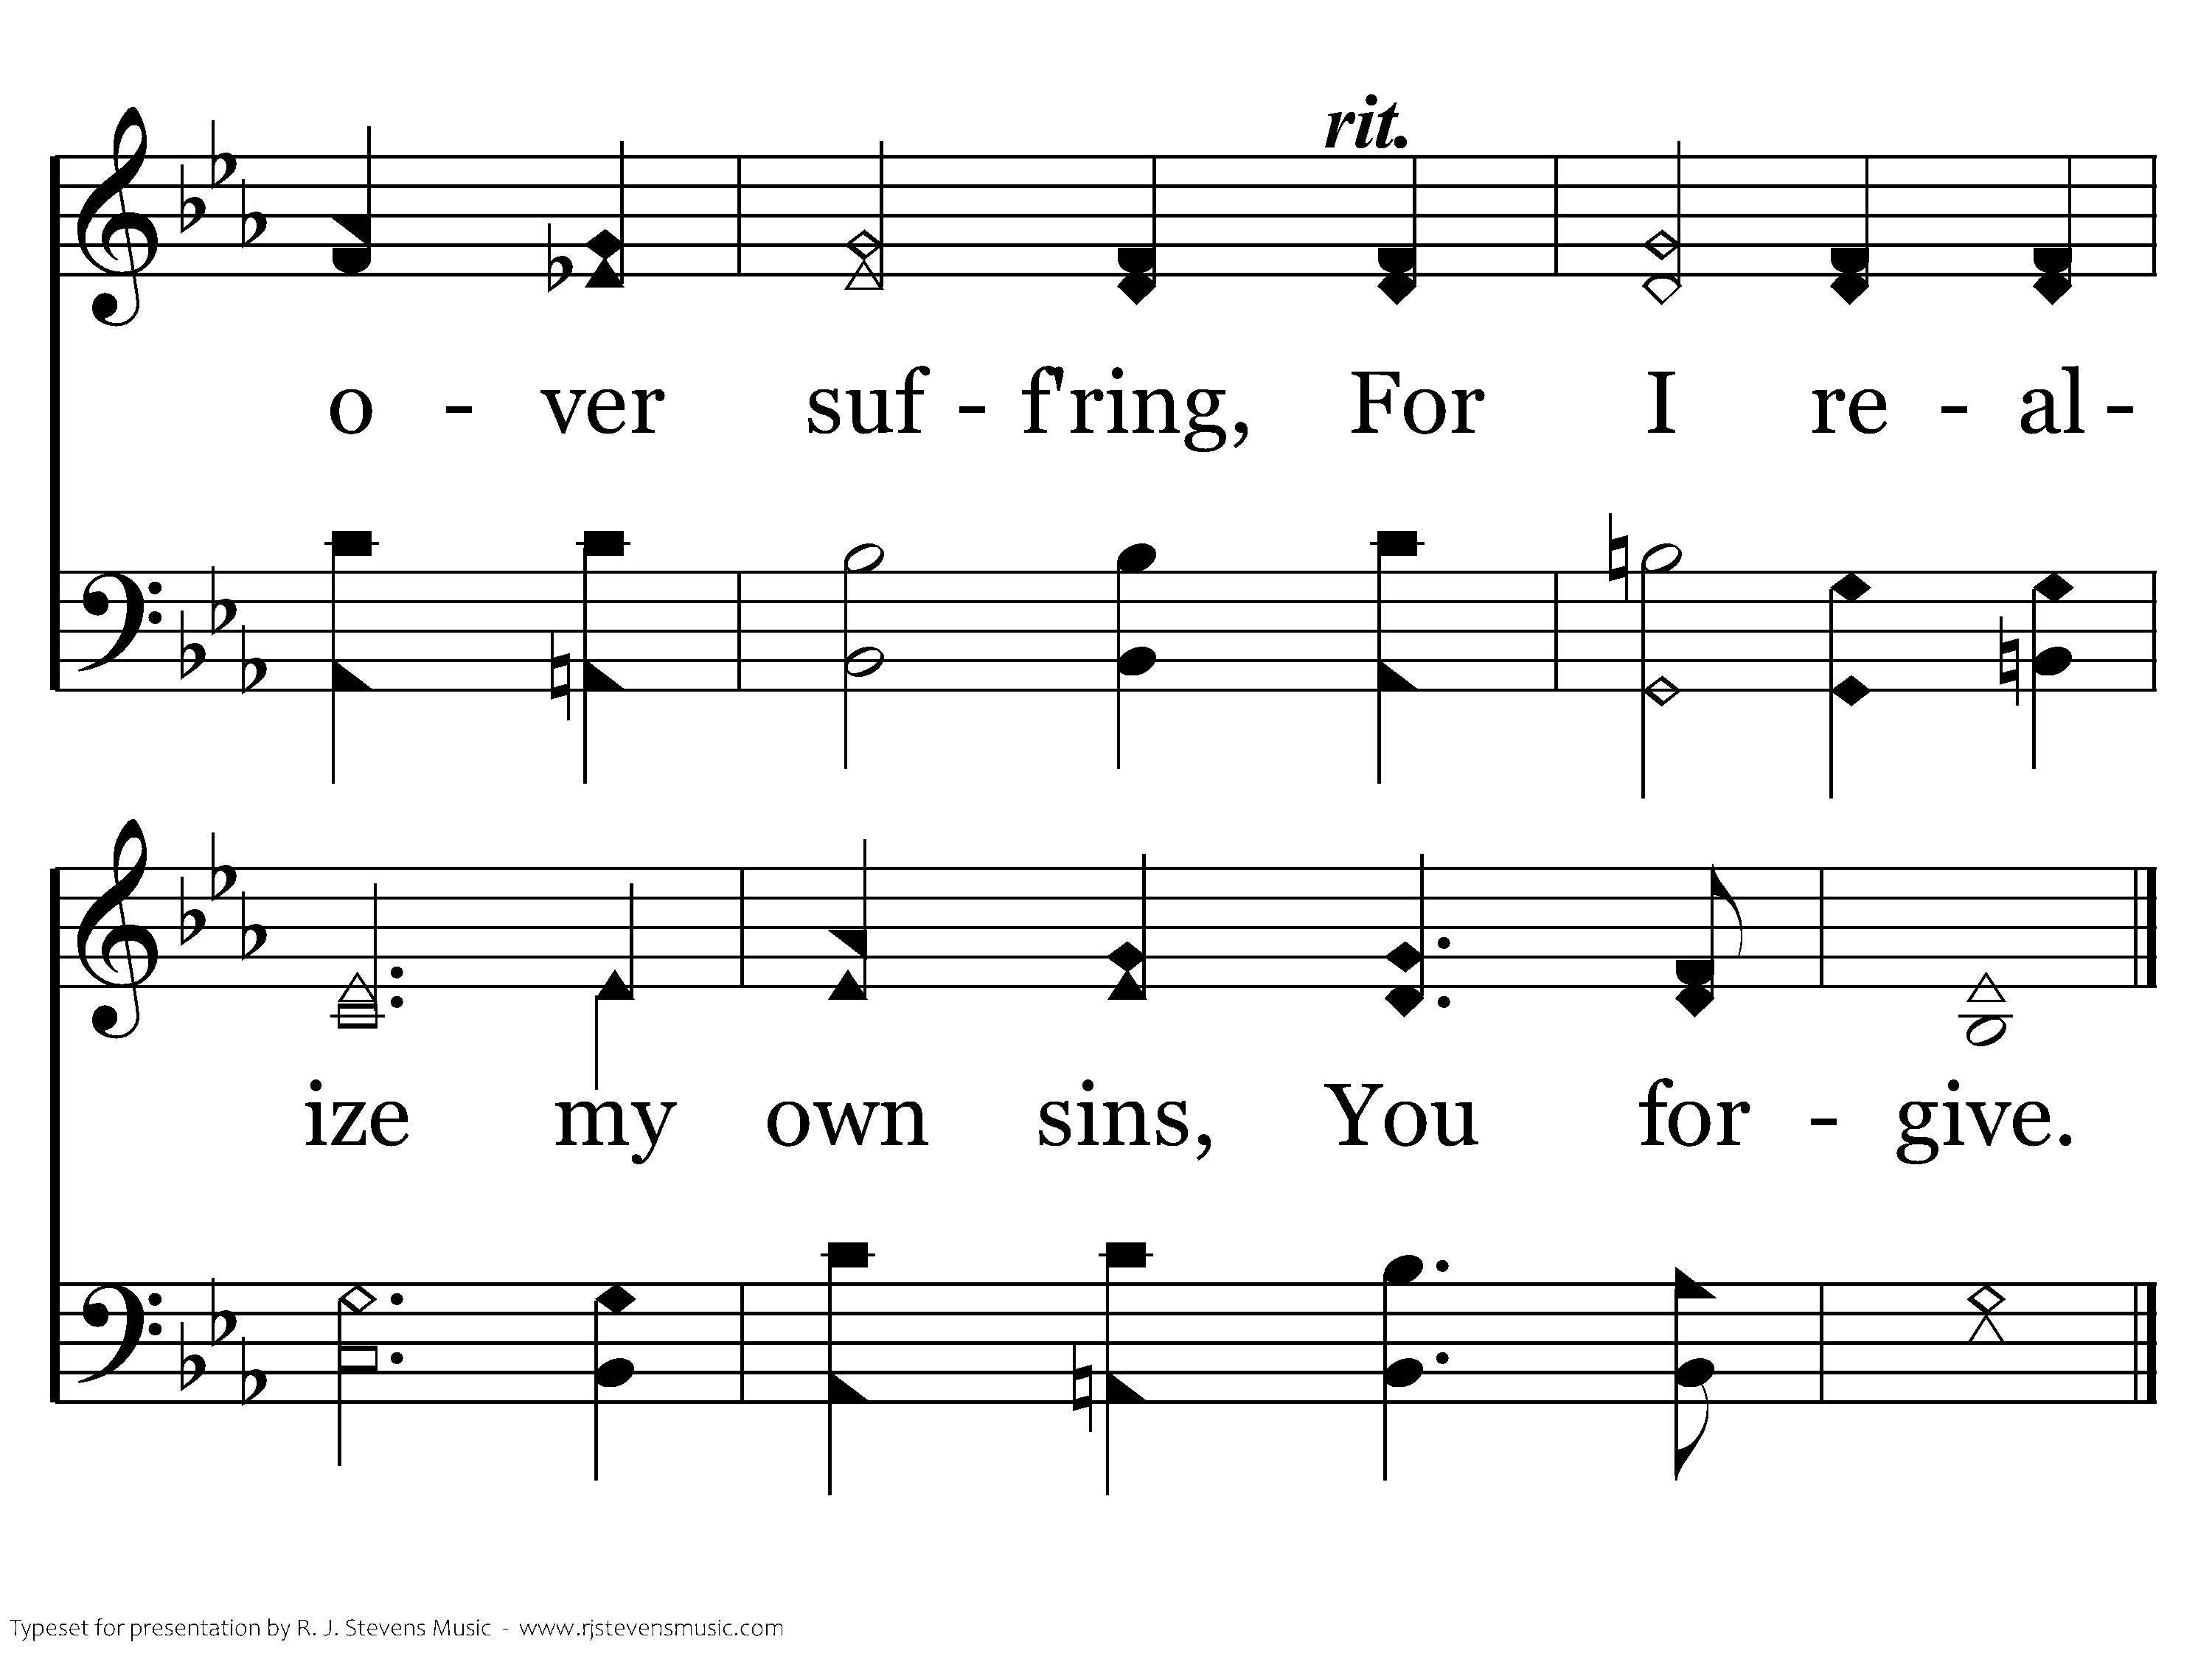 rit.
o - ver suf - f'ring, For I re - al -
ize my own sins, You for - give.
Typeset for presentation by R. J. Stevens Music - www.rjstevensmusic.com